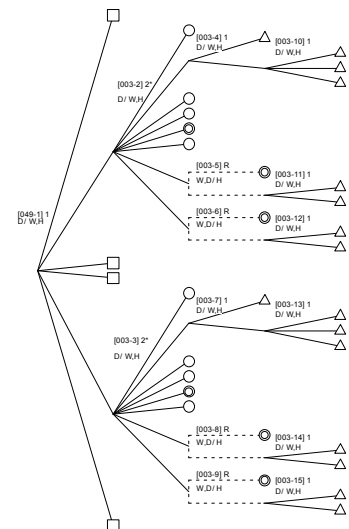 [003-4] 1
D/ W,H
[003-10] 1
D/ W,H
[003-2] 2*
D/ W,H
[003-5] R
W,D/ H
[003-11] 1
D/ W,H
[003-6] R
W,D/ H
[003-12] 1
D/ W,H
[049-1] 1
D/ W,H
[003-7] 1
D/ W,H
[003-13] 1
D/ W,H
[003-3] 2*
D/ W,H
[003-8] R
W,D/ H
[003-14] 1
D/ W,H
[003-9] R
W,D/ H
[003-15] 1
D/ W,H